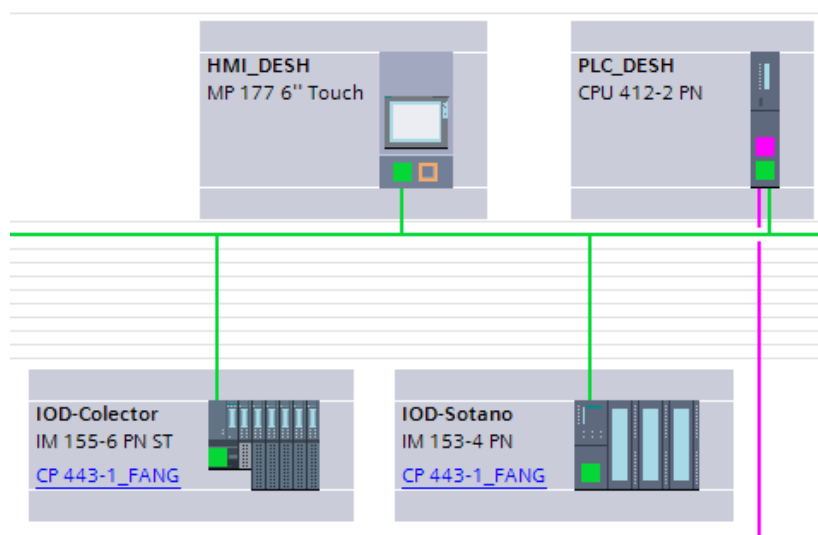 HMI_DESH
MP 177 6'' Touch
PLC_DESH
CPU 412-2 PN
IOD-Colector
IM 155-6 PN ST
CP 443-1_FANG
IOD-Sotano
IM 153-4 PN
CP 443-1_FANG